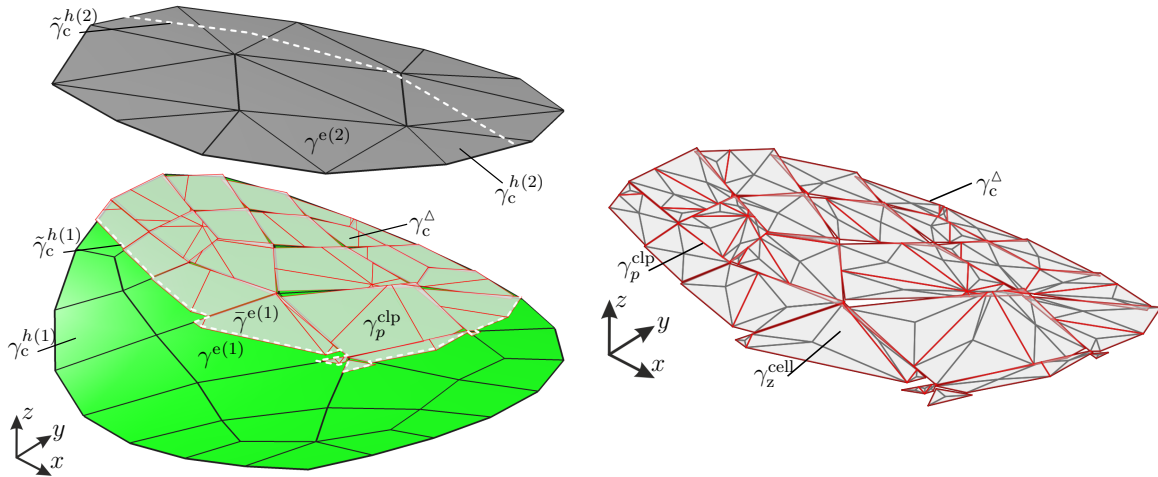 γ̃_c^{h(2)}
γ^{e(2)}
γ_c^{h(2)}
γ_c^Δ
γ̃_c^{h(1)}
γ̄^{e(1)}
γ_p^{clp}
γ_c^{h(1)}
γ^{e(1)}
z
y
x
γ_c^Δ
γ_p^{clp}
γ_z^{cell}
z
y
x